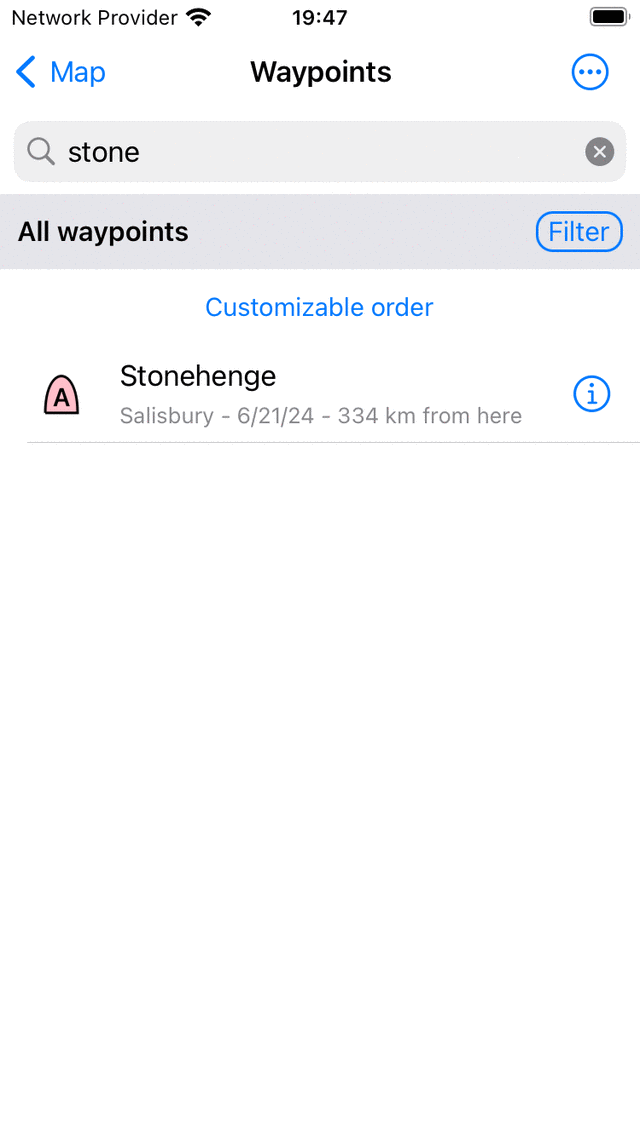 Network Provider 19:47
Map Waypoints
stone
All waypoints Filter
Customizable order
Stonehenge
A
Salisbury - 6/21/24 - 334 km from here